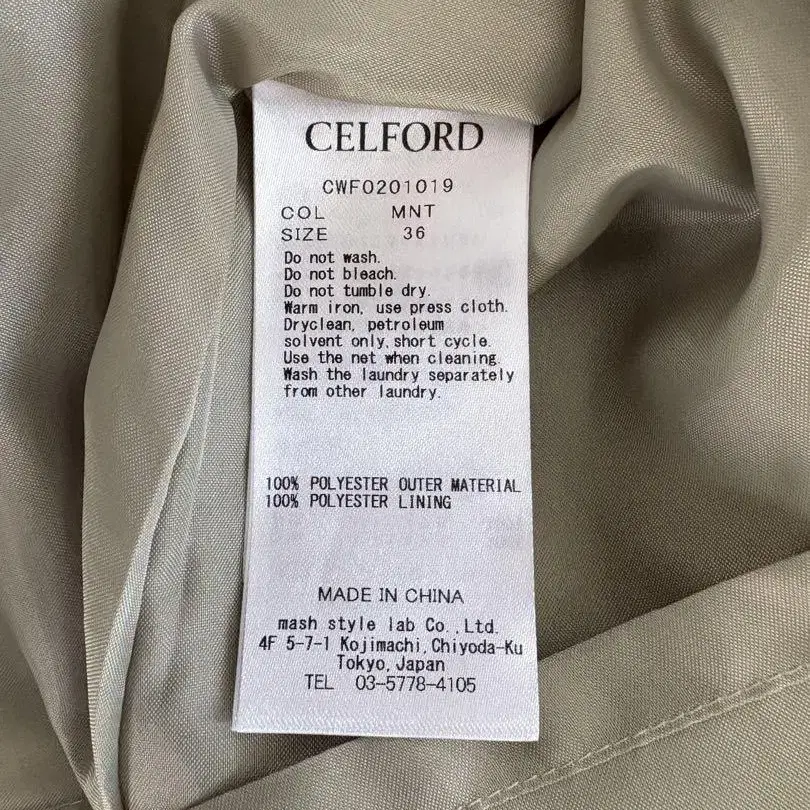 CELFORD
CWF0201019
COL MNT
SIZE 36
Do not wash.
Do not bleach.
Do not tumble dry.
Warm iron, use press cloth.
Dryclean, petroleum
solvent only, short cycle.
Use the net when cleaning.
Wash the laundry separately
from other laundry.
100% POLYESTER OUTER MATERIAL
100% POLYESTER LINING
MADE IN CHINA
mash style lab Co.,Ltd.
4F 5-7-1 Kojimachi,Chiyoda-Ku
Tokyo,Japan
TEL 03-5778-4105